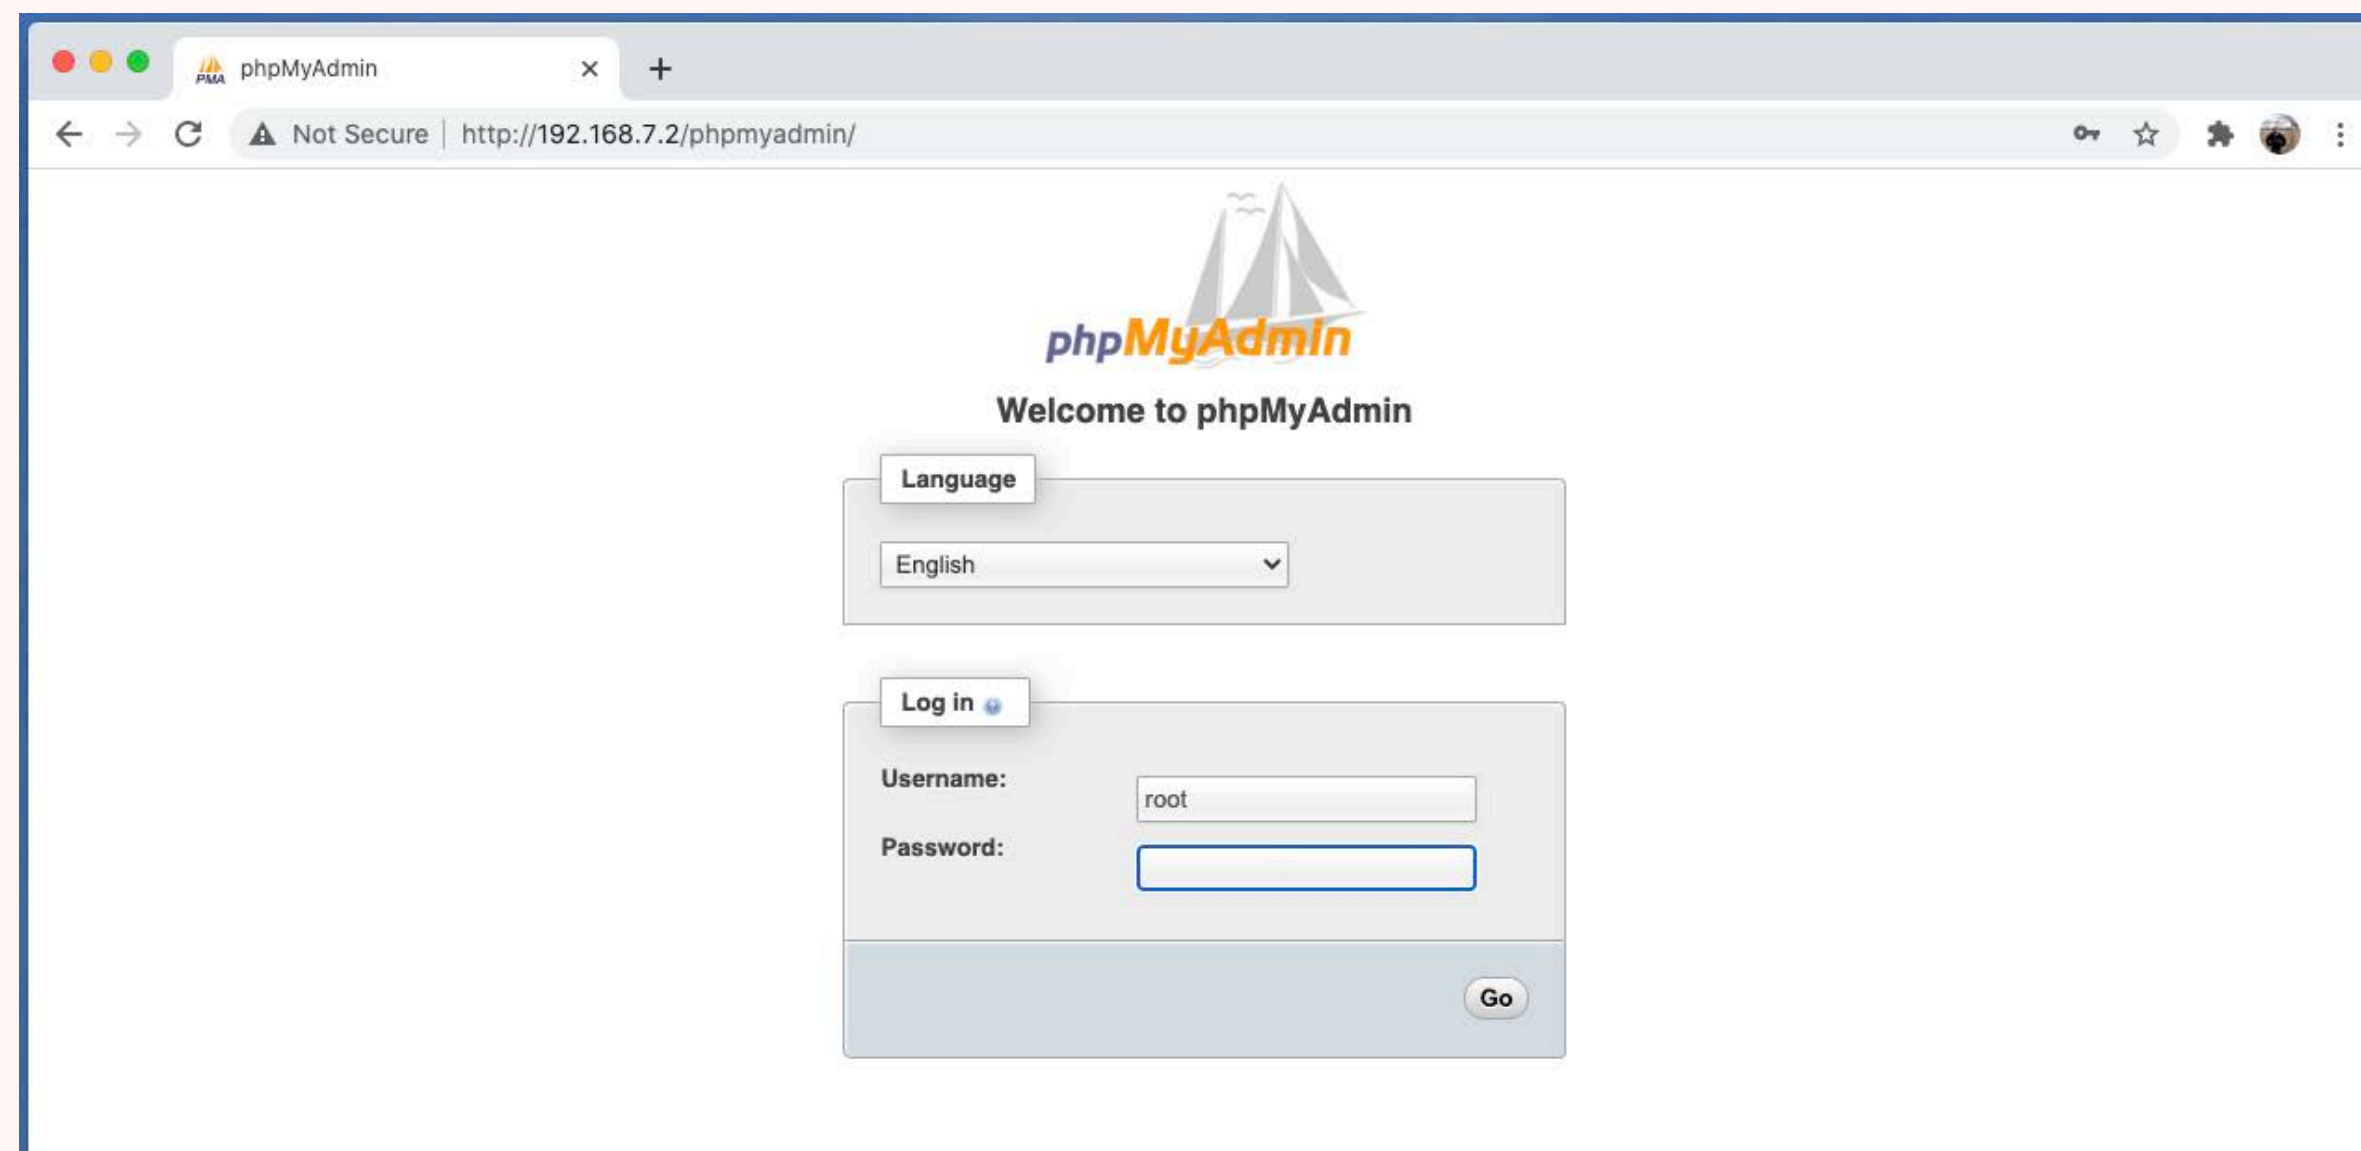 PMA phpMyAdmin
Not Secure | http://192.168.7.2/phpmyadmin/
phpMyAdmin
Welcome to phpMyAdmin
Language
English
Log in
Username:
root
Password:
Go